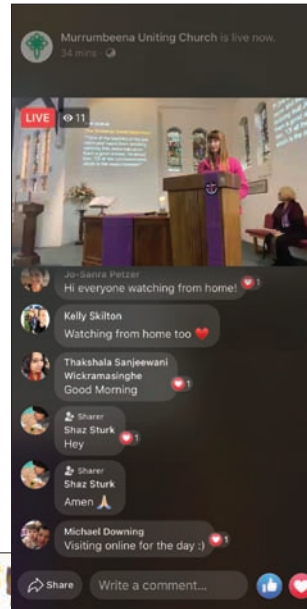 Murrumbeena Uniting Church is live now.
34 mins ·
LIVE
11
Jo-Sanra Petzer
Hi everyone watching from home!
1
Kelly Skilton
Watching from home too ❤️
Thakshala Sanjeewani
Wickramasinghe
1
Good Morning
Sharer
Shaz Sturk
1
Hey
Sharer
Shaz Sturk
Amen 🙏
Michael Downing
1
Visiting online for the day :)
Share
Write a comment...